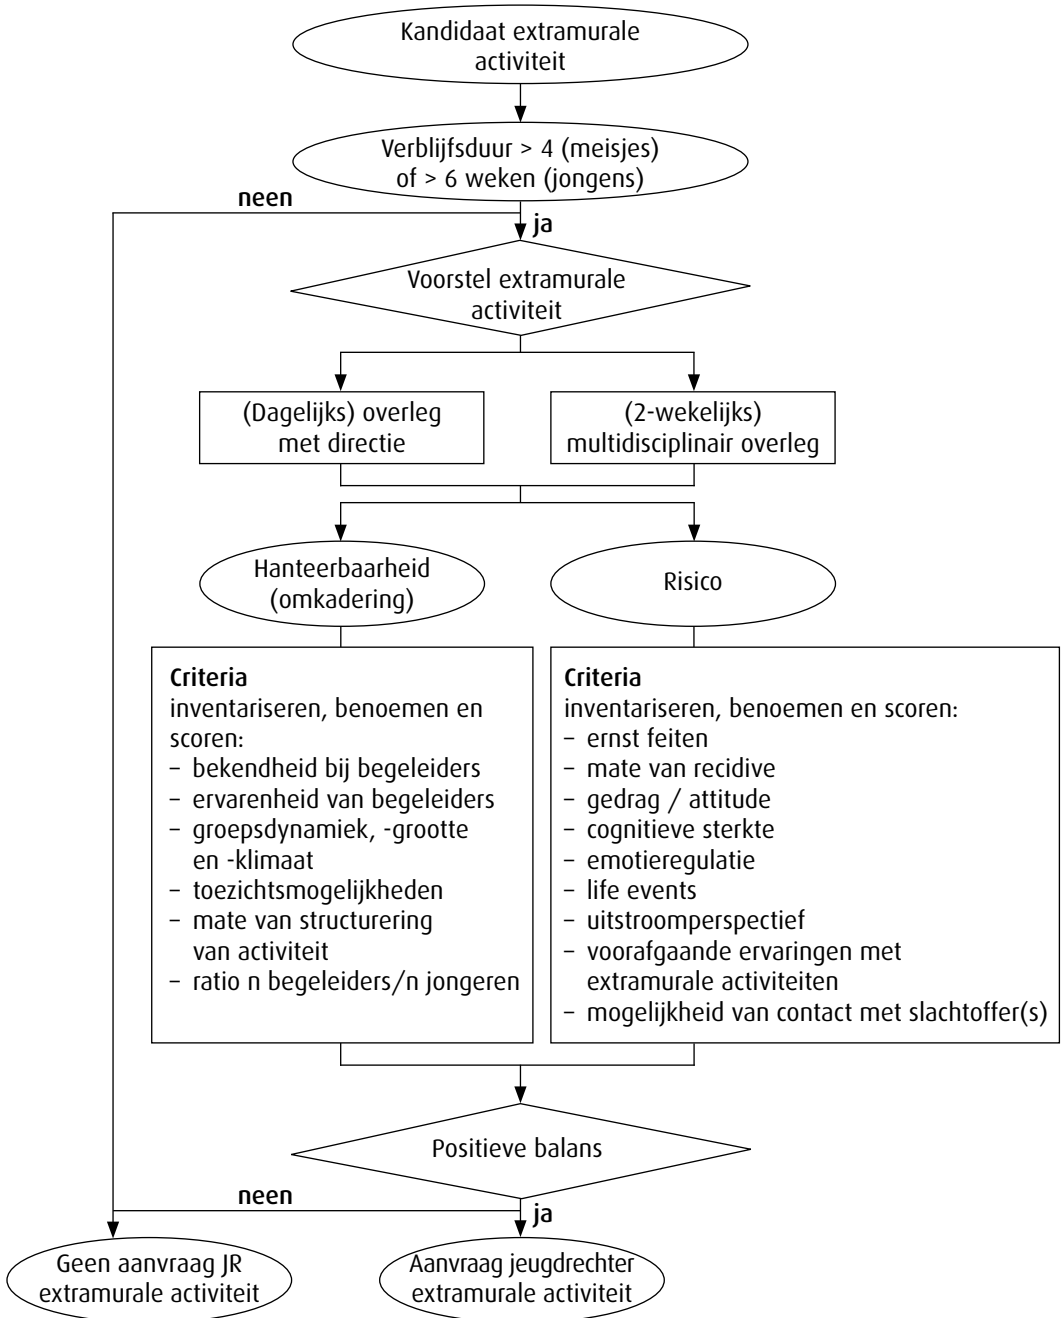 Kandidaat extramurale
activiteit
Verblijfsduur > 4 (meisjes)
of > 6 weken (jongens)
neen
ja
Voorstel extramurale
activiteit
(Dagelijks) overleg
met directie
(2-wekelijks)
multidisciplinair overleg
Hanteerbaarheid
(omkadering)
Risico
Criteria
inventariseren, benoemen en
scoren:
– bekendheid bij begeleiders
– ervarenheid van begeleiders
– groepsdynamiek, -grootte
en -klimaat
– toezichtsmogelijkheden
– mate van structurering
van activiteit
– ratio n begeleiders/n jongeren
Criteria
inventariseren, benoemen en scoren:
– ernst feiten
– mate van recidive
– gedrag / attitude
– cognitieve sterkte
– emotieregulatie
– life events
– uitstroomperspectief
– voorafgaande ervaringen met
extramurale activiteiten
– mogelijkheid van contact met slachtoffer(s)
Positieve balans
neen
ja
Geen aanvraag JR
extramurale activiteit
Aanvraag jeugdrechter
extramurale activiteit